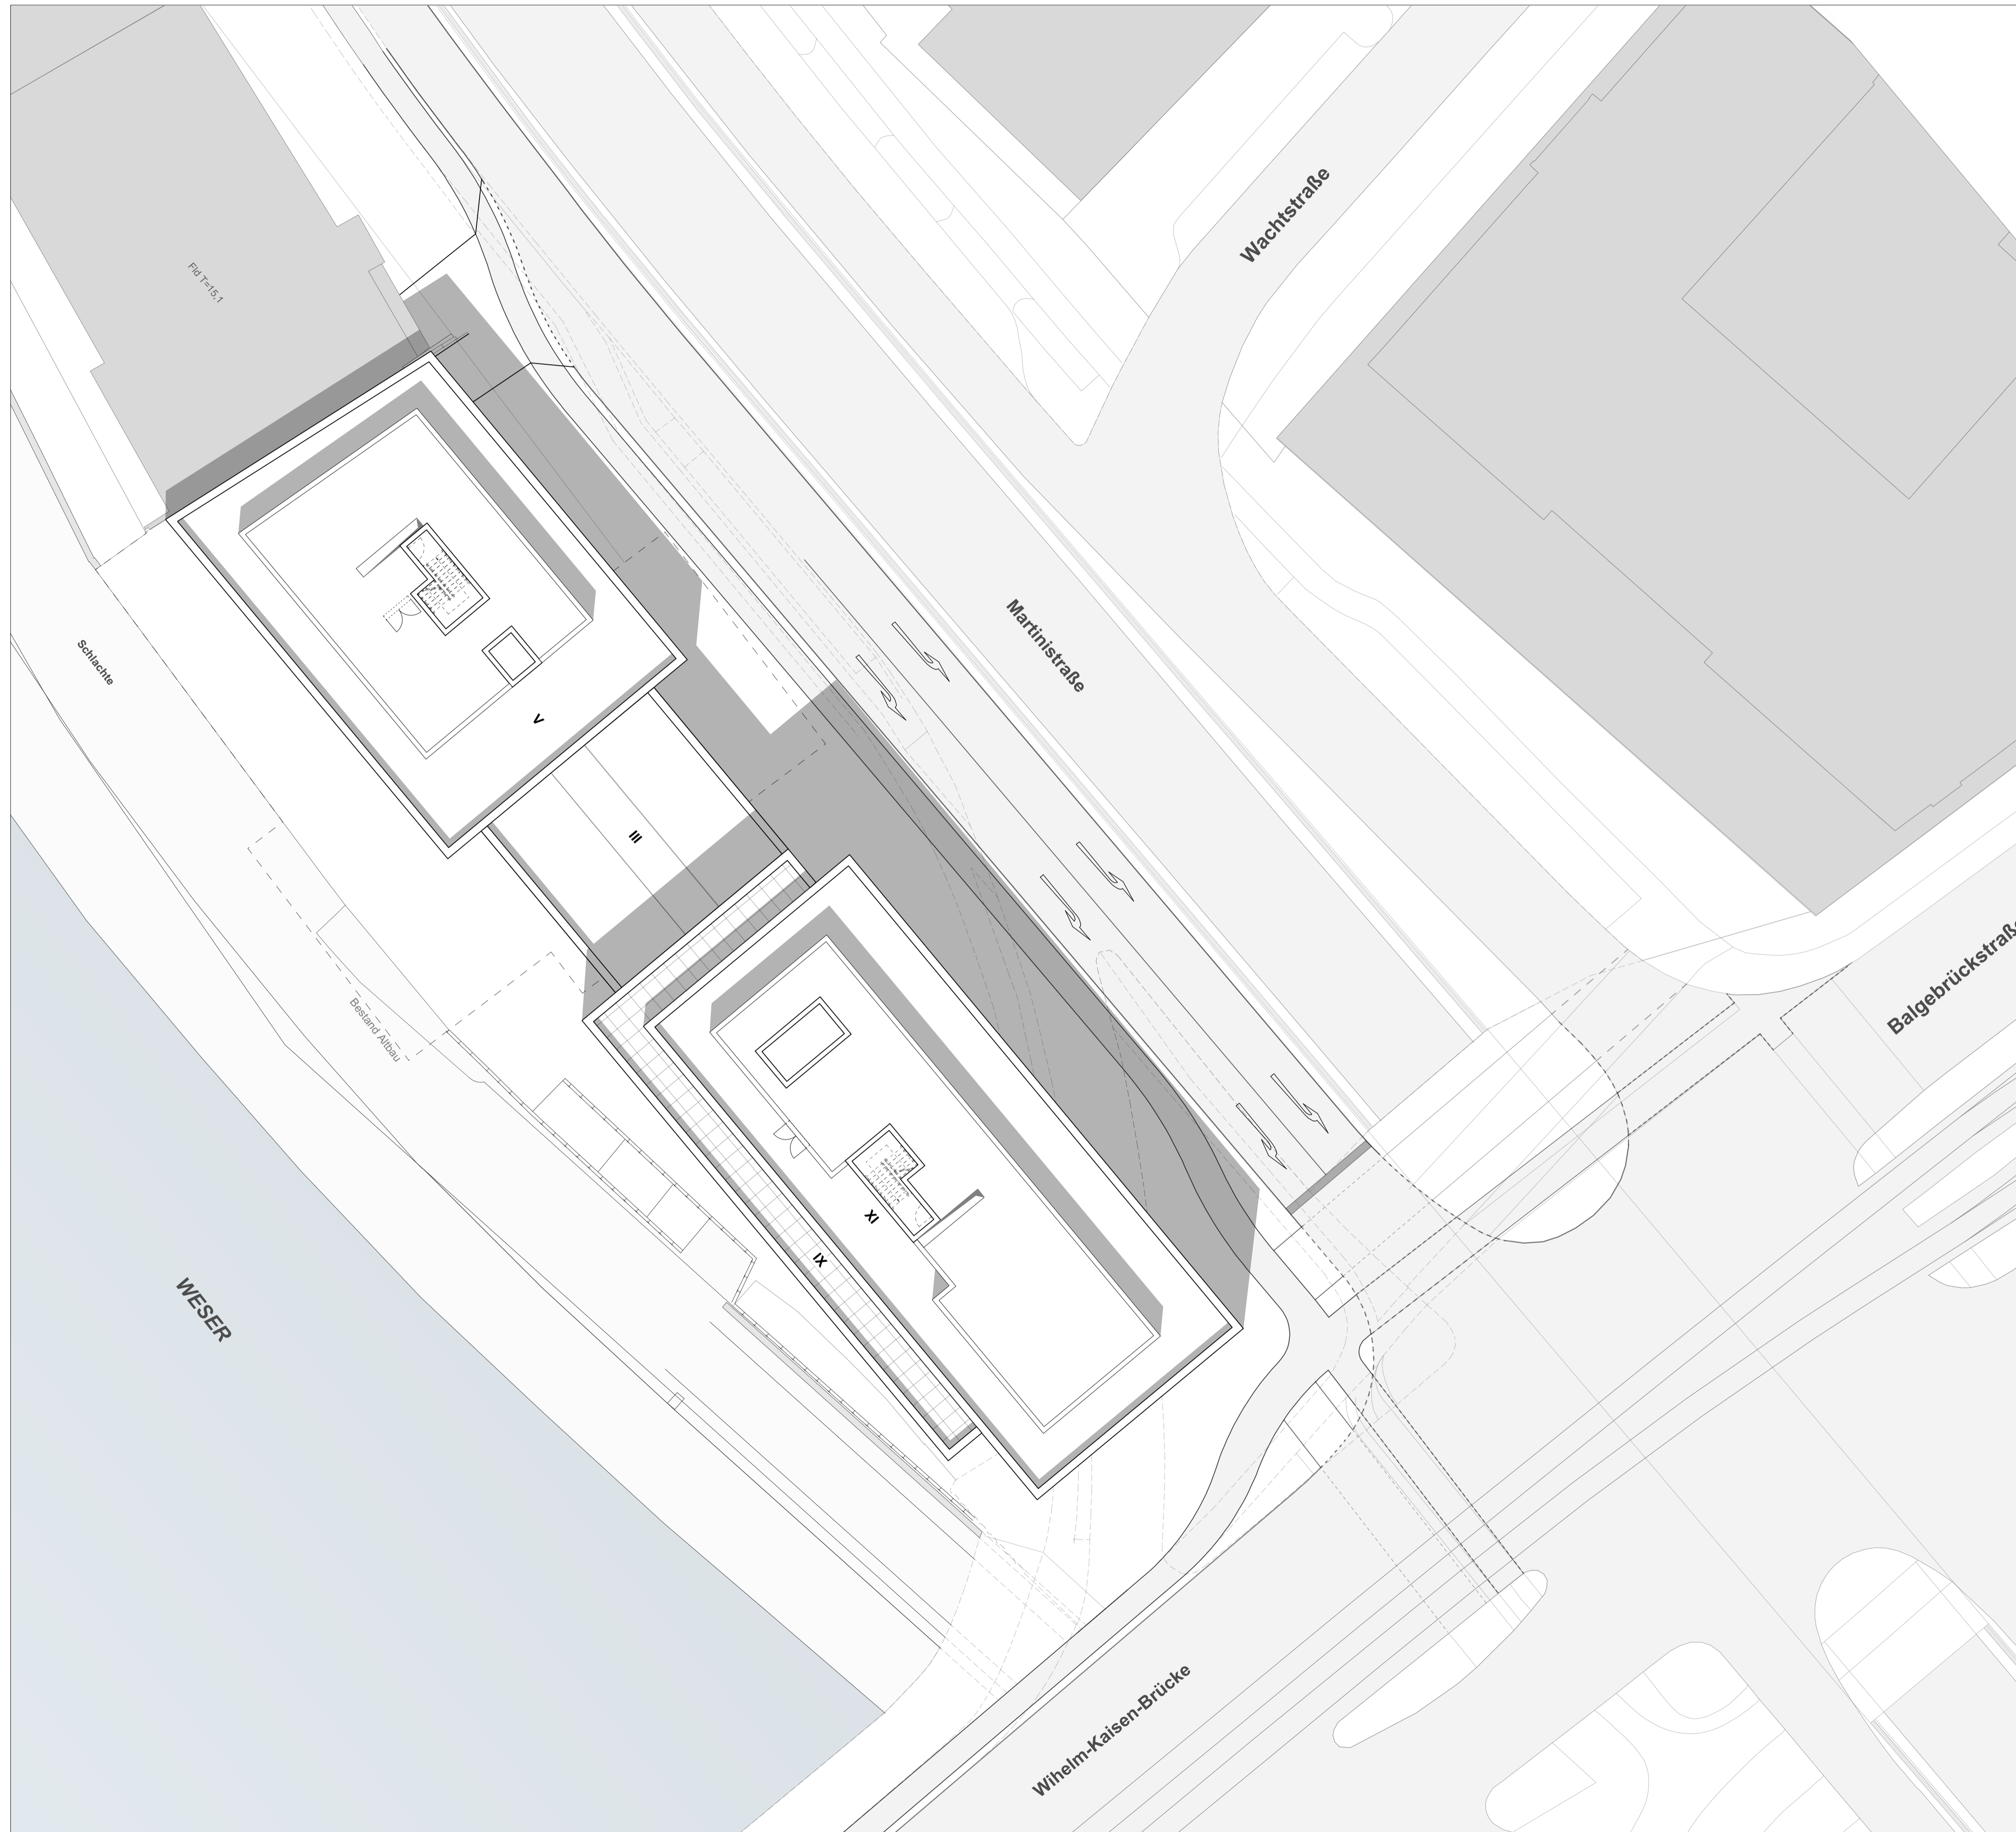 Wachtstraße
Fld T=15,1
Martinistraße
Schlachte
V
III
Balgebrückstraße
Bestand Altbau
XI
IX
WESER
Wihelm-Kaisen-Brücke